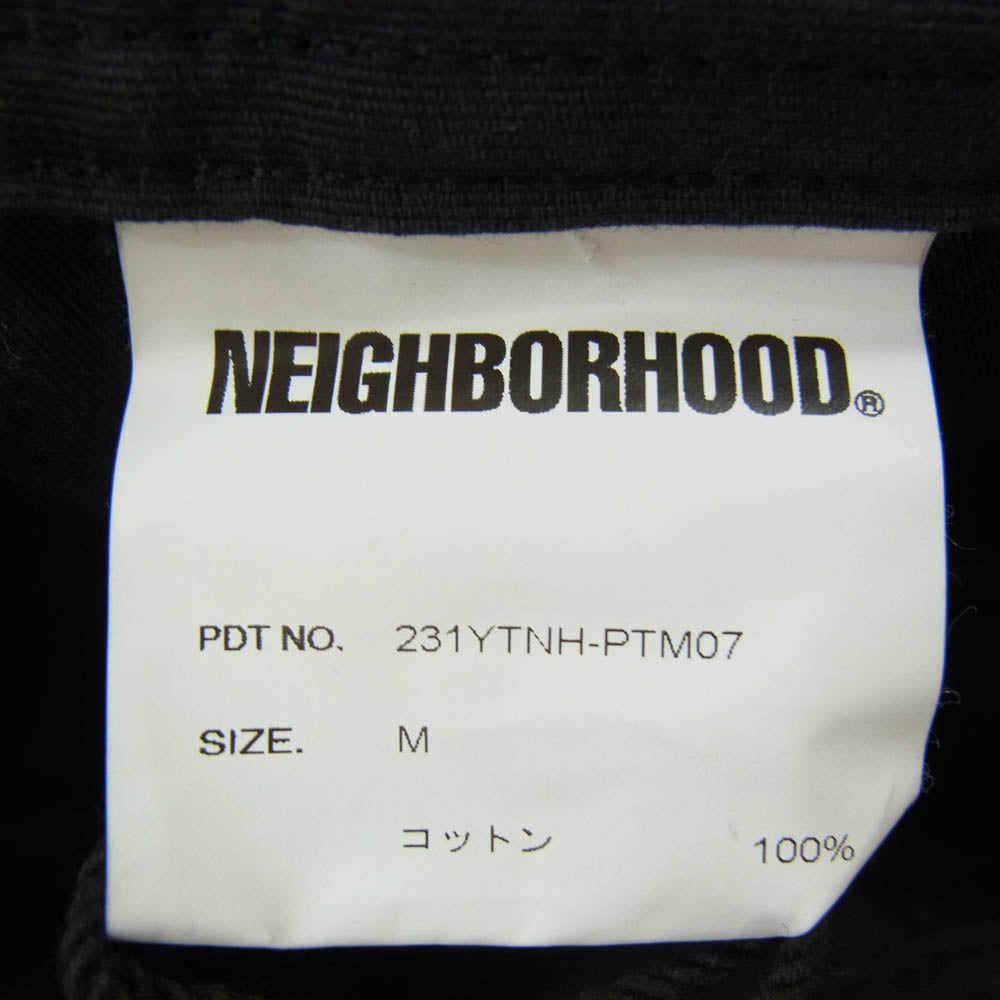 NEIGHBORHOOD®
PDT NO. 231YTNH-PTM07
SIZE. M
コットン 100%